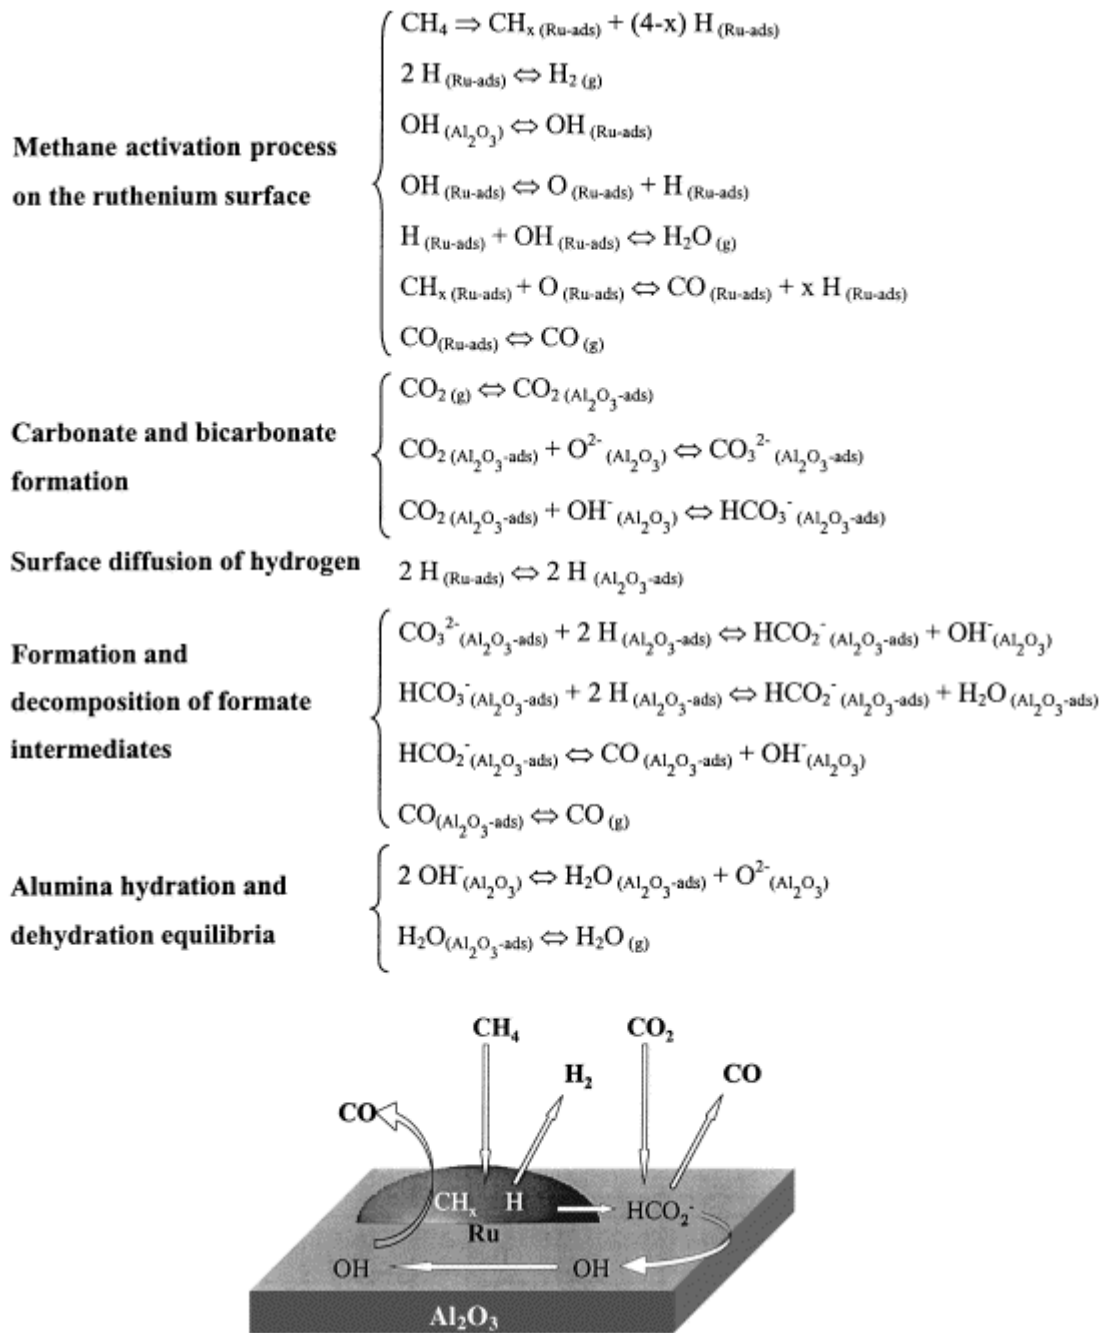 CH₄ ⇒ CHₓ (Ru-ads) + (4-x) H (Ru-ads)
2 H (Ru-ads) ⇔ H₂ (g)
OH (Al₂O₃) ⇔ OH (Ru-ads)
Methane activation process
on the ruthenium surface
OH (Ru-ads) ⇔ O (Ru-ads) + H (Ru-ads)
H (Ru-ads) + OH (Ru-ads) ⇔ H₂O (g)
CHₓ (Ru-ads) + O (Ru-ads) ⇔ CO (Ru-ads) + x H (Ru-ads)
CO(Ru-ads) ⇔ CO (g)
CO₂ (g) ⇔ CO₂ (Al₂O₃-ads)
Carbonate and bicarbonate
formation
CO₂ (Al₂O₃-ads) + O²⁻ (Al₂O₃) ⇔ CO₃²⁻ (Al₂O₃-ads)
CO₂ (Al₂O₃-ads) + OH⁻ (Al₂O₃) ⇔ HCO₃⁻ (Al₂O₃-ads)
Surface diffusion of hydrogen
2 H (Ru-ads) ⇔ 2 H (Al₂O₃-ads)
CO₃²⁻(Al₂O₃-ads) + 2 H (Al₂O₃-ads) ⇔ HCO₂⁻ (Al₂O₃-ads) + OH⁻(Al₂O₃)
Formation and
decomposition of formate
intermediates
HCO₃⁻(Al₂O₃-ads) + 2 H (Al₂O₃-ads) ⇔ HCO₂⁻ (Al₂O₃-ads) + H₂O (Al₂O₃-ads)
HCO₂⁻(Al₂O₃-ads) ⇔ CO (Al₂O₃-ads) + OH⁻(Al₂O₃)
CO(Al₂O₃-ads) ⇔ CO (g)
Alumina hydration and
dehydration equilibria
2 OH⁻(Al₂O₃) ⇔ H₂O (Al₂O₃-ads) + O²⁻(Al₂O₃)
H₂O(Al₂O₃-ads) ⇔ H₂O (g)
CH₄ CO₂
H₂ CO
CO
CHₓ H HCO₂⁻
Ru
OH OH
Al₂O₃